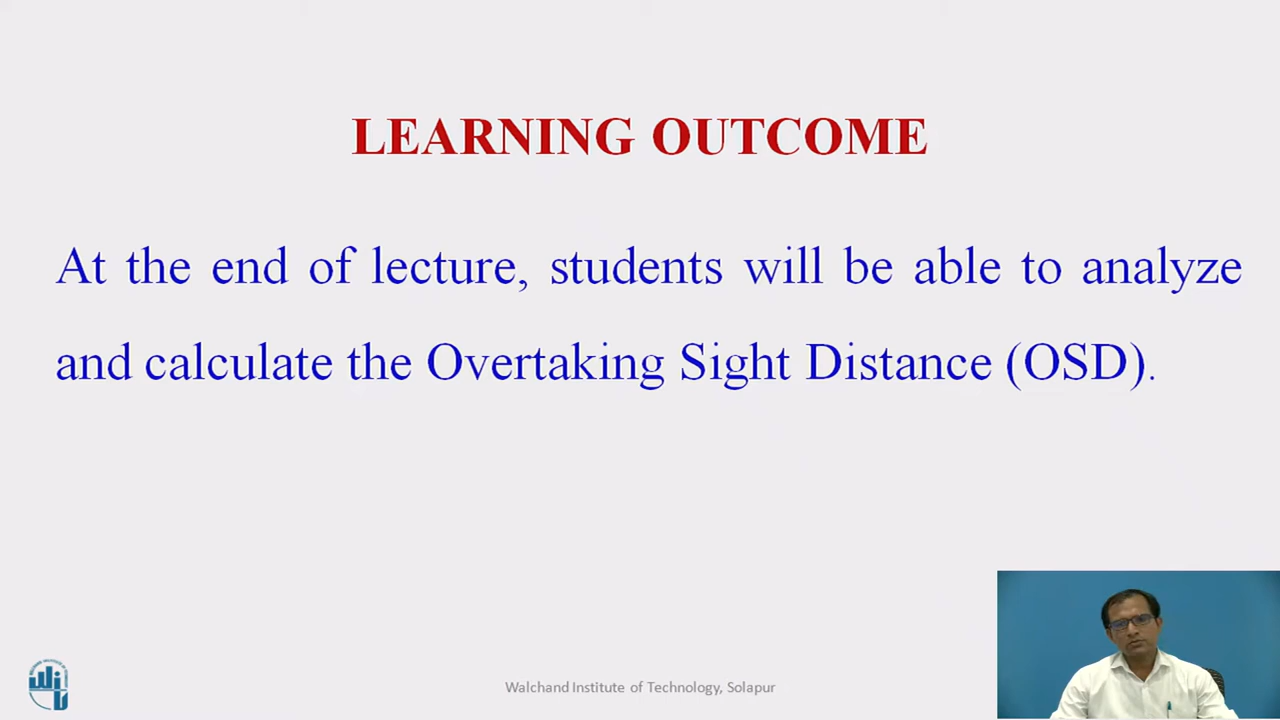 LEARNING OUTCOME
At the end of lecture, students will be able to analyze
and calculate the Overtaking Sight Distance (OSD).
Walchand Institute of Technology, Solapur